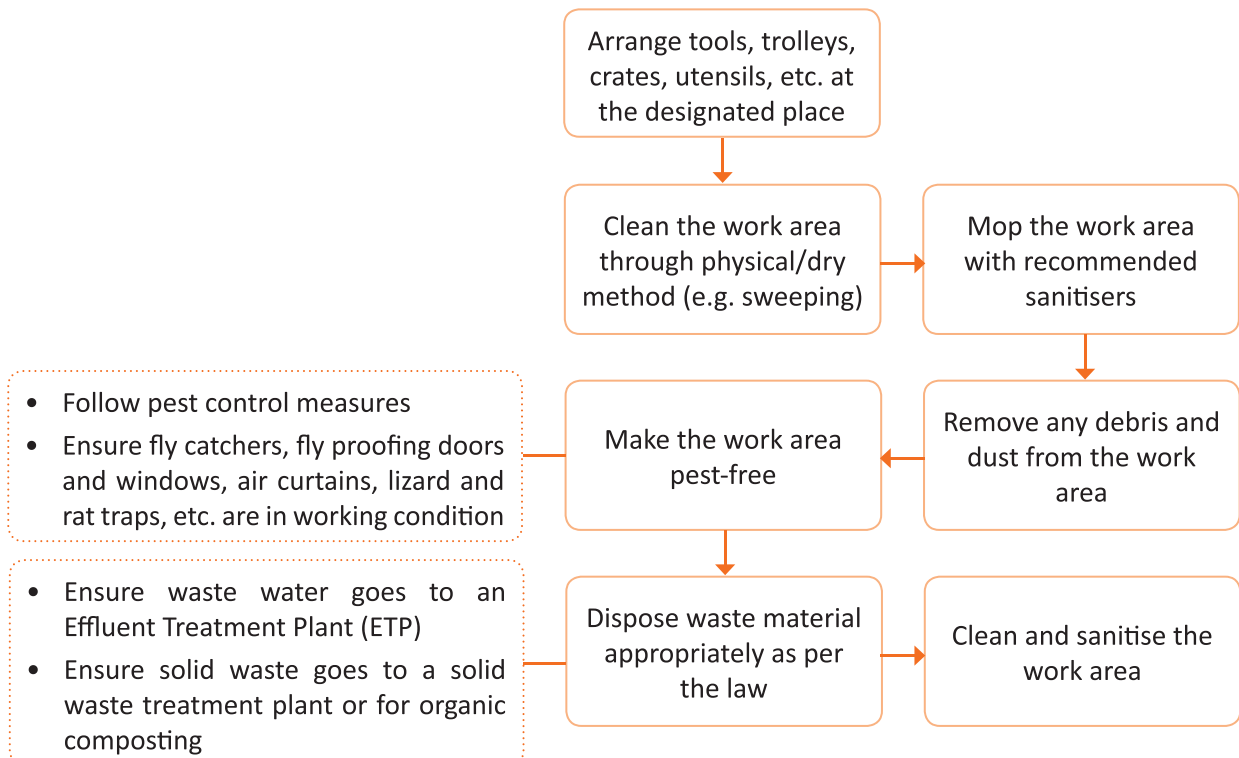 Arrange tools, trolleys,
crates, utensils, etc. at
the designated place
Clean the work area
through physical/dry
method (e.g. sweeping)
Mop the work area
with recommended
sanitisers
Remove any debris and
dust from the work
area
Make the work area
pest-free
• Follow pest control measures
• Ensure fly catchers, fly proofing doors
and windows, air curtains, lizard and
rat traps, etc. are in working condition
Dispose waste material
appropriately as per
the law
• Ensure waste water goes to an
Effluent Treatment Plant (ETP)
• Ensure solid waste goes to a solid
waste treatment plant or for organic
composting
Clean and sanitise the
work area